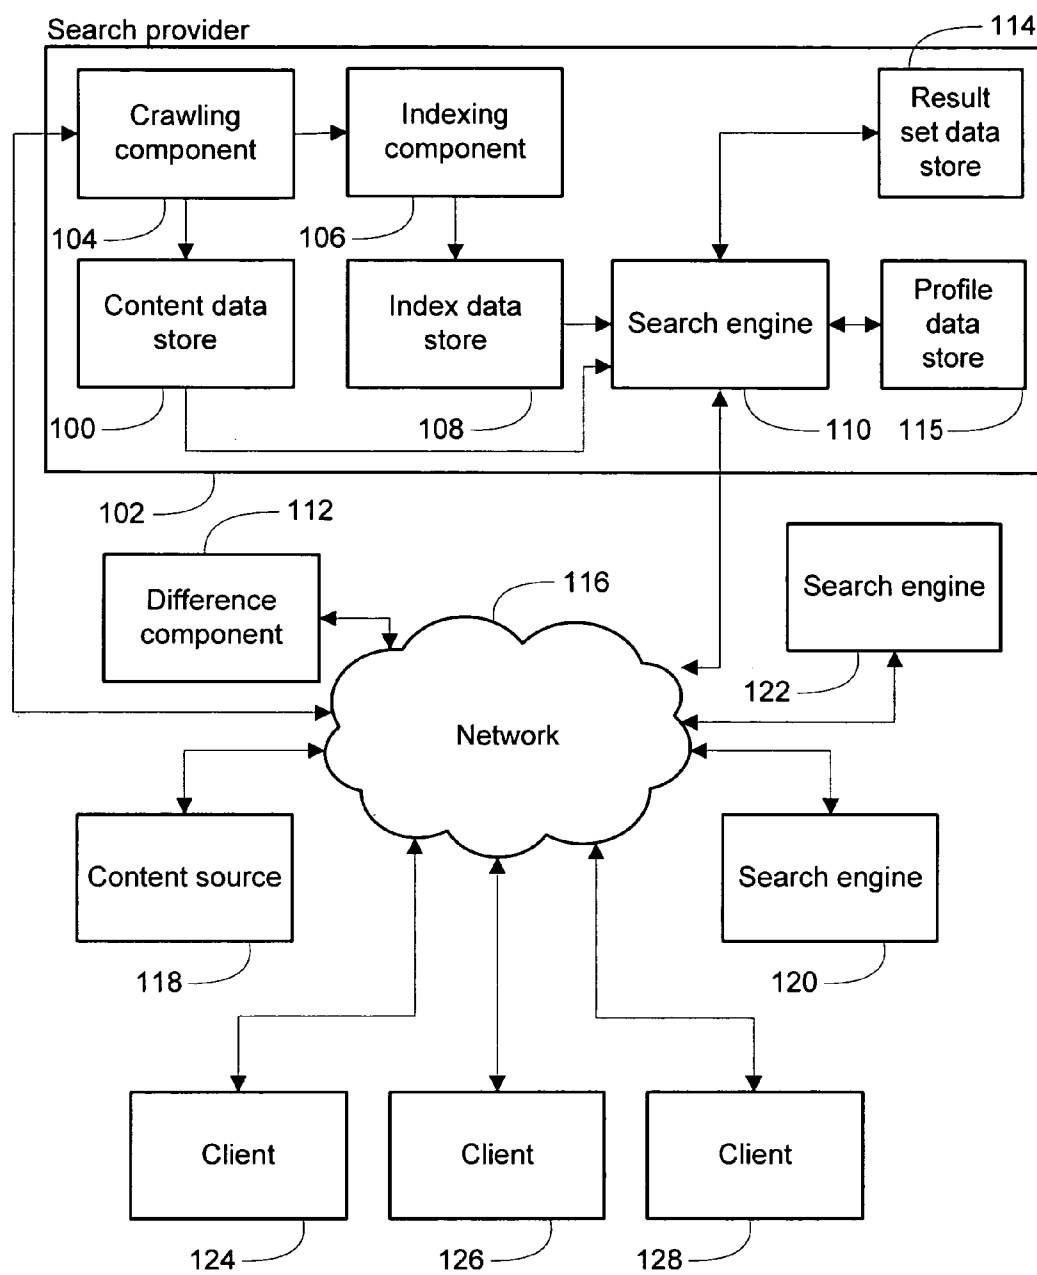 Search provider
114
Crawling
component
Indexing
component
Result
set data
store
104
106
Content data
store
Index data
store
Search engine
Profile
data
store
100
108
110
115
102
112
Difference
component
116
Search engine
122
Network
Content source
Search engine
118
120
Client
Client
Client
124
126
128